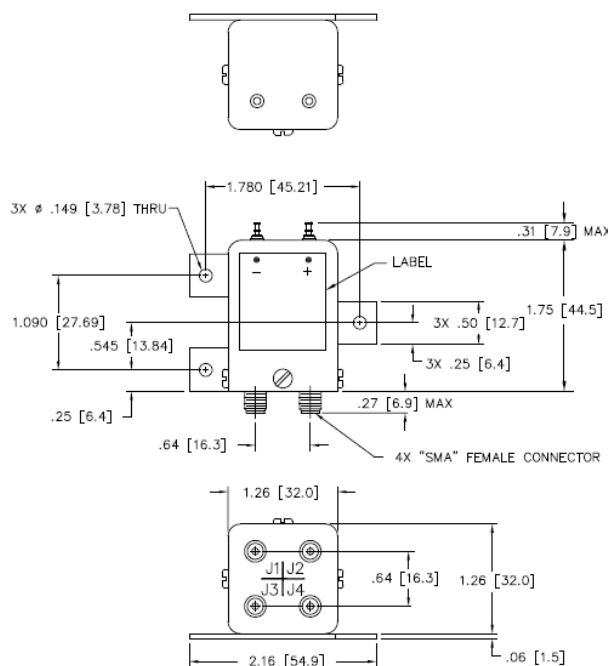 1.780 [45.21]
3X ø .149 [3.78] THRU
.31 [7.9] MAX
LABEL
- +
1.090 [27.69]
.545 [13.84]
3X .50 [12.7]
1.75 [44.5]
3X .25 [6.4]
.25 [6.4]
.27 [6.9] MAX
.64 [16.3]
4X "SMA" FEMALE CONNECTOR
1.26 [32.0]
J1 J2
J3 J4
.64 [16.3]
1.26 [32.0]
2.16 [54.9]
.06 [1.5]